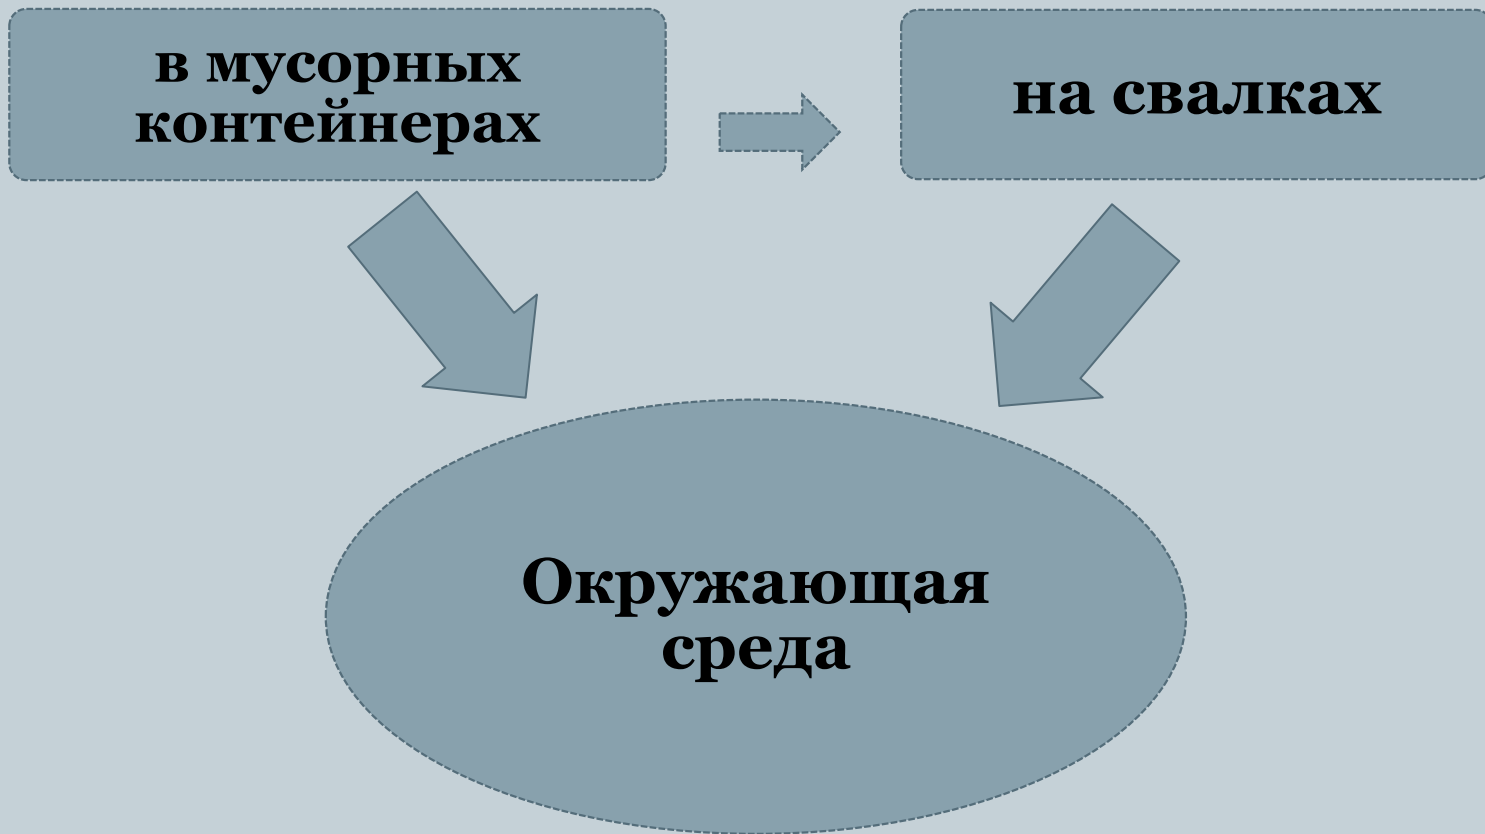 в мусорных
контейнерах
на свалках
Окружающая
среда